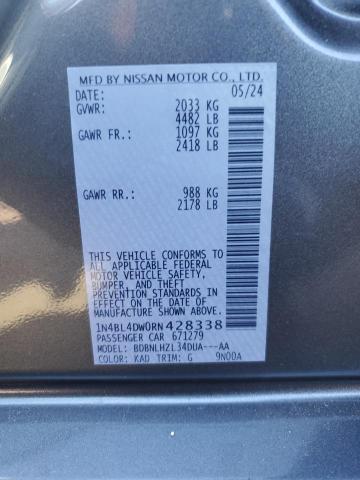 MFD BY NISSAN MOTOR CO., LTD.
DATE: 05/24
GVWR: 2033 KG
4482 LB
GAWR FR.: 1097 KG
2418 LB
GAWR RR.: 988 KG
2178 LB
THIS VEHICLE CONFORMS TO
ALL APPLICABLE FEDERAL
MOTOR VEHICLE SAFETY,
BUMPER, AND THEFT
PREVENTION STANDARDS IN
EFFECT ON THE DATE OF
MANUFACTURE SHOWN ABOVE.
1N4BL4DW0RN428338
PASSENGER CAR 671279
MODEL: BDBNLHZL34DUA---AA
COLOR: KAD TRIM: G 9N00A